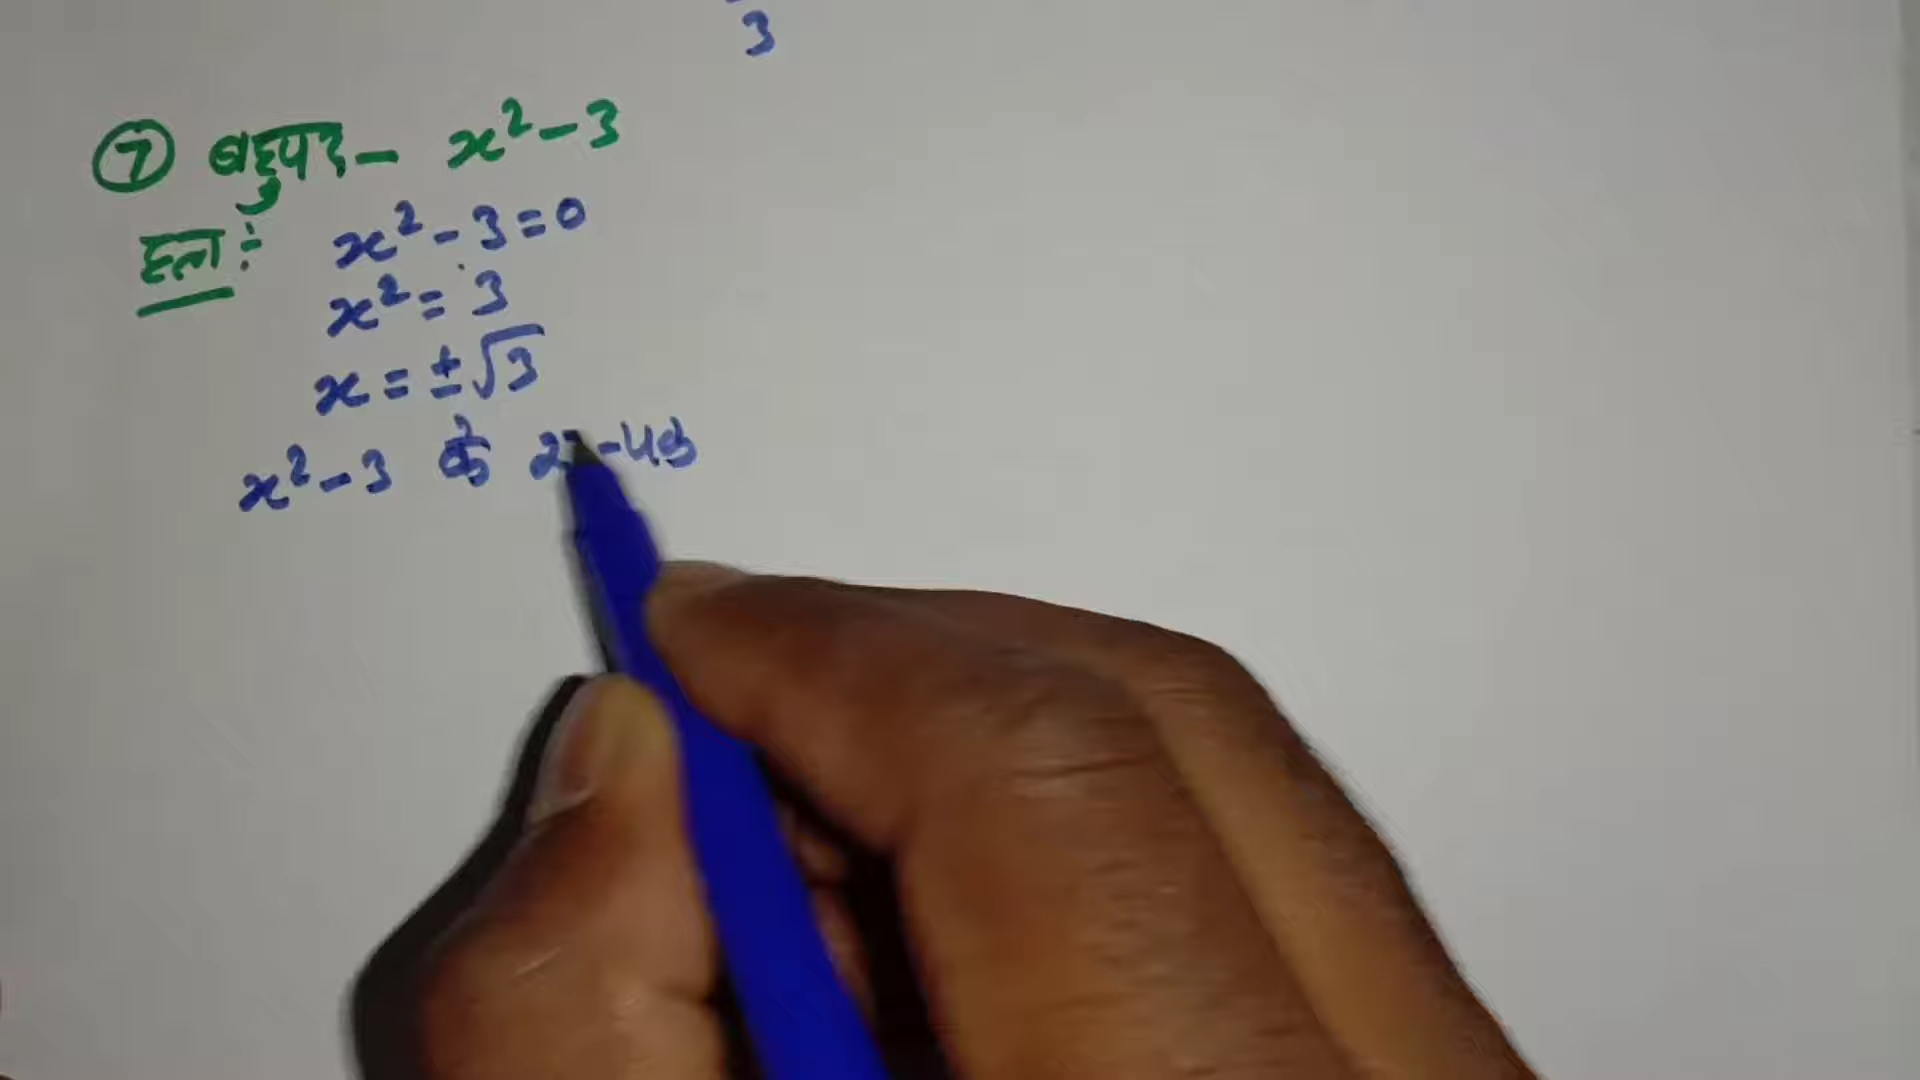 3
⑦ बहुपद - x² - 3
हल :- x² - 3 = 0
x² = 3
x = ±√3
x² - 3 के